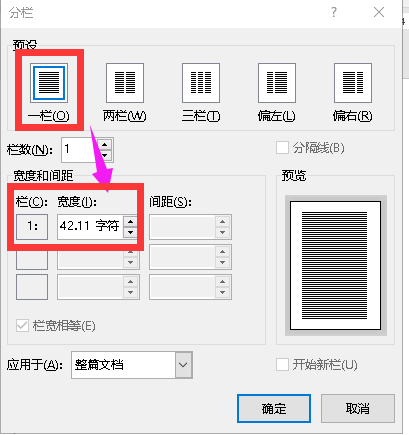 分栏
?
4
预设
一栏(O) 两栏(W) 三栏(T) 偏左(L) 偏右(R)
栏数(N): 1 分隔线(B)
宽度和间距 预览
栏(C): 宽度(I): 间距(S):
1: 42.11 字符
栏宽相等(E)
应用于(A): 整篇文档 开始新栏(U)
确定 取消